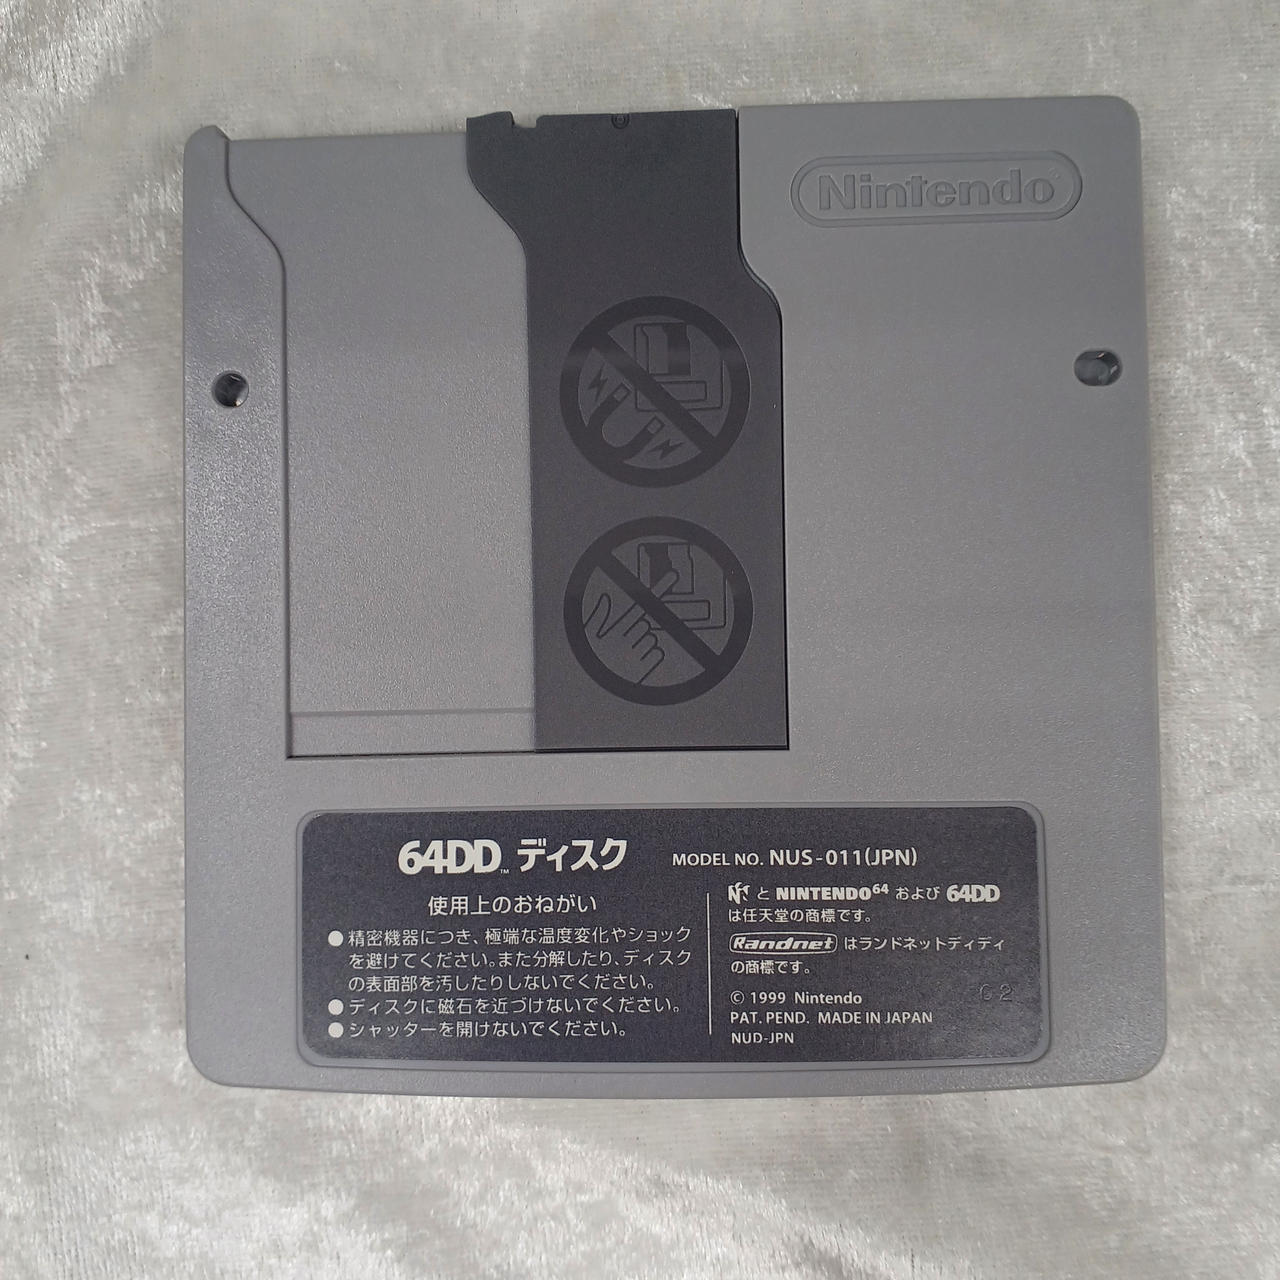 Nintendo
64DD™ ディスク
MODEL NO. NUS-011(JPN)
使用上のおねがい
●精密機器につき、極端な温度変化やショック
を避けてください。また分解したり、ディスク
の表面部を汚したりしないでください。
●ディスクに磁石を近づけないでください。
●シャッターを開けないでください。
と NINTENDO64 および 64DD
は任天堂の商標です。
Randnet はランドネットディディ
の商標です。
© 1999 Nintendo
PAT. PEND. MADE IN JAPAN
NUD-JPN